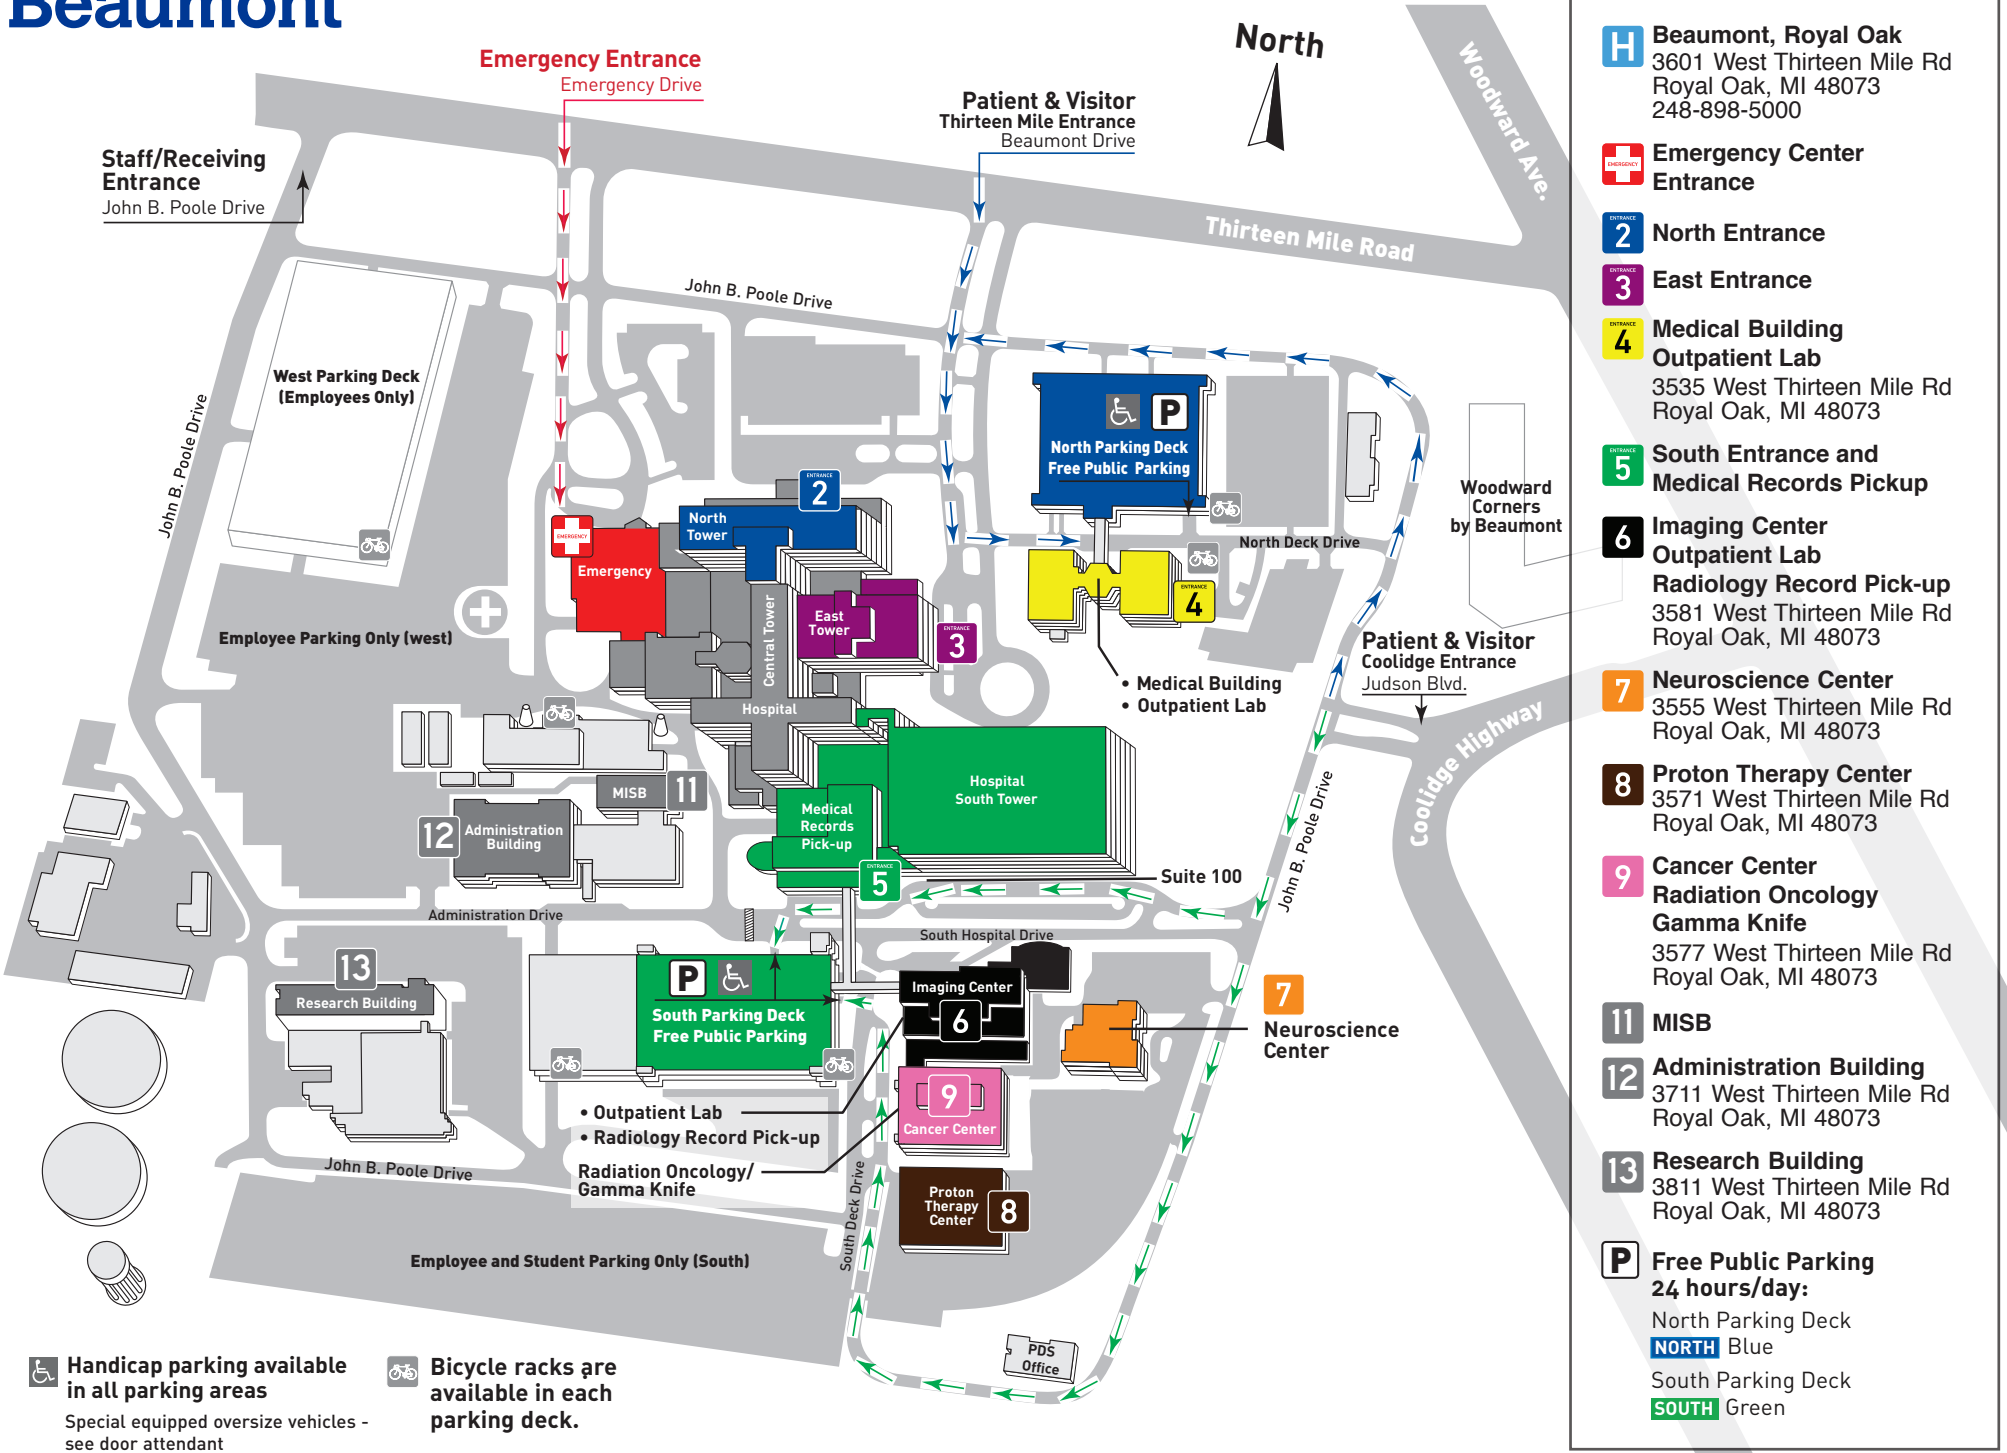 Beaumont
North
Emergency Entrance
Emergency Drive
Patient & Visitor
Thirteen Mile Entrance
Beaumont Drive
Staff/Receiving
Entrance
John B. Poole Drive
Woodward Ave.
Thirteen Mile Road
John B. Poole Drive
West Parking Deck
(Employees Only)
John B. Poole Drive
P
North Parking Deck
Free Public Parking
Woodward
Corners
by Beaumont
ENTRANCE
2
North
Tower
EMERGENCY
Emergency
North Deck Drive
ENTRANCE
4
East
Tower
ENTRANCE
3
Central Tower
Employee Parking Only (west)
Patient & Visitor
Coolidge Entrance
Judson Blvd.
• Medical Building
• Outpatient Lab
Hospital
Coolidge Highway
MISB
11
Hospital
South Tower
12
Administration
Building
Medical
Records
Pick-up
John B. Poole Drive
ENTRANCE
5
Suite 100
Administration Drive
South Hospital Drive
13
Research Building
P
South Parking Deck
Free Public Parking
Imaging Center
6
7
Neuroscience
Center
9
Cancer Center
• Outpatient Lab
• Radiology Record Pick-up
Radiation Oncology/
Gamma Knife
John B. Poole Drive
South Deck Drive
Proton
Therapy
Center
8
Employee and Student Parking Only (South)
PDS
Office
Handicap parking available
in all parking areas
Special equipped oversize vehicles -
see door attendant
Bicycle racks are
available in each
parking deck.
H
Beaumont, Royal Oak
3601 West Thirteen Mile Rd
Royal Oak, MI 48073
248-898-5000
EMERGENCY
Emergency Center
Entrance
ENTRANCE
2
North Entrance
ENTRANCE
3
East Entrance
ENTRANCE
4
Medical Building
Outpatient Lab
3535 West Thirteen Mile Rd
Royal Oak, MI 48073
ENTRANCE
5
South Entrance and
Medical Records Pickup
6
Imaging Center
Outpatient Lab
Radiology Record Pick-up
3581 West Thirteen Mile Rd
Royal Oak, MI 48073
7
Neuroscience Center
3555 West Thirteen Mile Rd
Royal Oak, MI 48073
8
Proton Therapy Center
3571 West Thirteen Mile Rd
Royal Oak, MI 48073
9
Cancer Center
Radiation Oncology
Gamma Knife
3577 West Thirteen Mile Rd
Royal Oak, MI 48073
11
MISB
12
Administration Building
3711 West Thirteen Mile Rd
Royal Oak, MI 48073
13
Research Building
3811 West Thirteen Mile Rd
Royal Oak, MI 48073
P
Free Public Parking
24 hours/day:
North Parking Deck
NORTH Blue
South Parking Deck
SOUTH Green